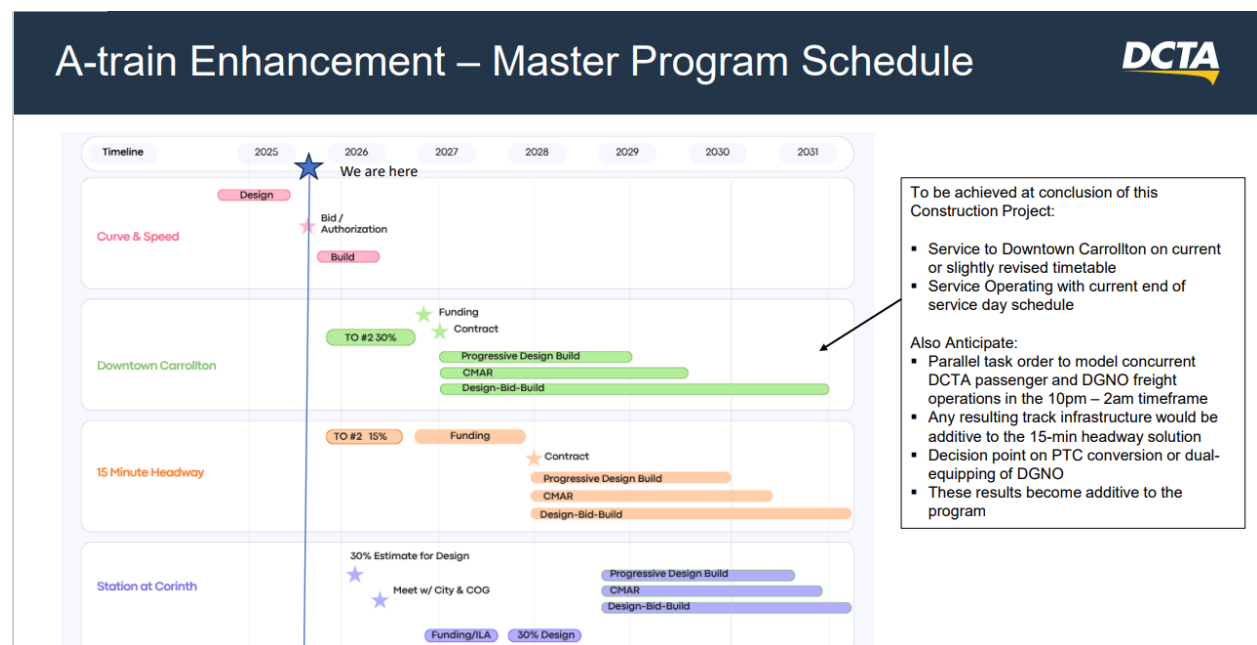 A-train Enhancement – Master Program Schedule
DCTA
Timeline
2025
2026
2027
2028
2029
2030
2031
We are here
Curve & Speed
Design
Bid /
Authorization
Build
Downtown Carrollton
TO #2 30%
Funding
Contract
Progressive Design Build
CMAR
Design-Bid-Build
15 Minute Headway
TO #2 15%
Funding
Contract
Progressive Design Build
CMAR
Design-Bid-Build
Station at Corinth
30% Estimate for Design
Meet w/ City & COG
Progressive Design Build
CMAR
Design-Bid-Build
Funding/ILA
30% Design
To be achieved at conclusion of this
Construction Project:
▪ Service to Downtown Carrollton on current
or slightly revised timetable
▪ Service Operating with current end of
service day schedule
Also Anticipate:
▪ Parallel task order to model concurrent
DCTA passenger and DGNO freight
operations in the 10pm – 2am timeframe
▪ Any resulting track infrastructure would be
additive to the 15-min headway solution
▪ Decision point on PTC conversion or dual-
equipping of DGNO
▪ These results become additive to the
program